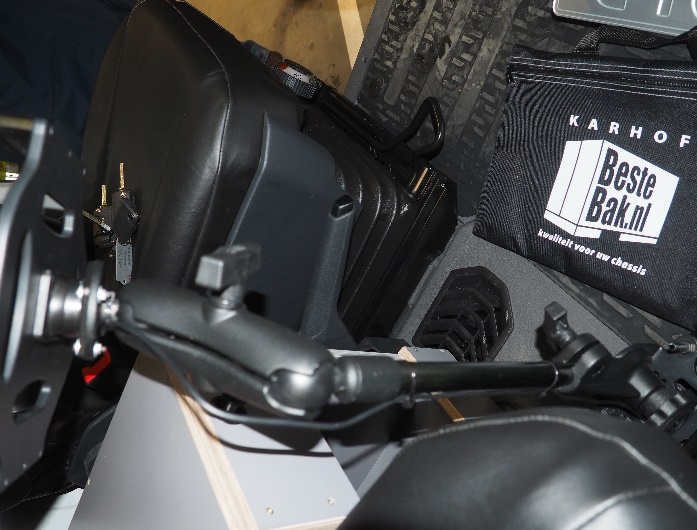 KARHOF
Beste
Bak.nl
kwaliteit voor uw chassis